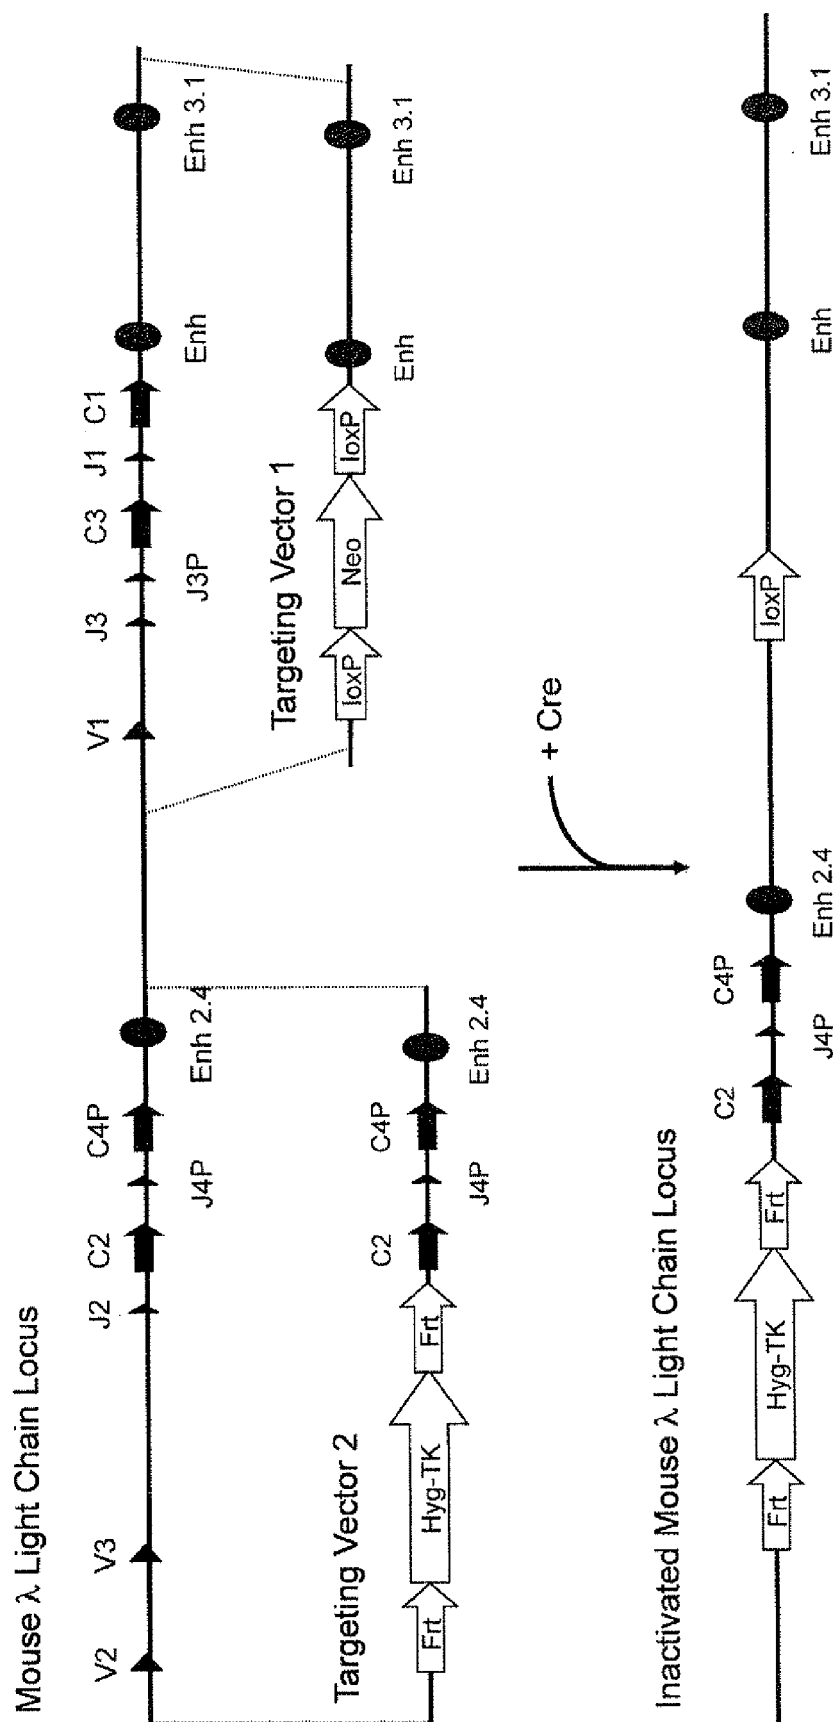 Mouse λ Light Chain Locus
V2 V3 J2 C2 C4P V1 J3 C3 J1 C1
J4P Enh 2.4 J3P Enh Enh 3.1
Targeting Vector 1
loxP Neo loxP
Enh Enh 3.1
Targeting Vector 2
C2 C4P
Frt Hyg-TK Frt
J4P Enh 2.4
+ Cre
Inactivated Mouse λ Light Chain Locus
C2 C4P
Frt Hyg-TK Frt loxP
J4P Enh 2.4 Enh Enh 3.1